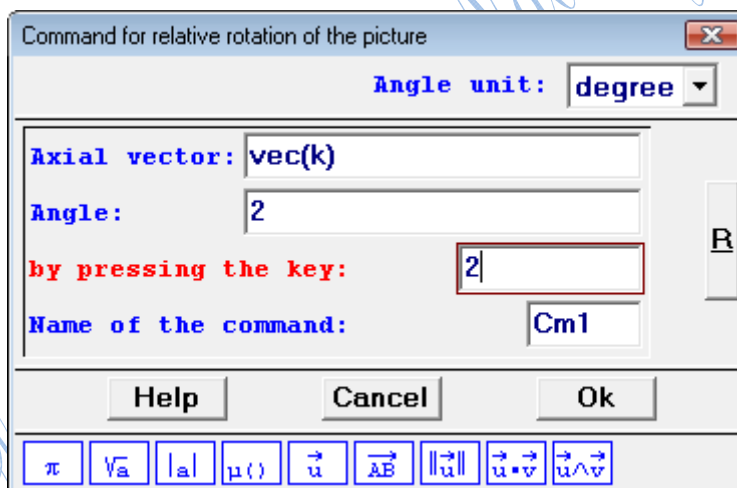 Command for relative rotation of the picture
Angle unit: degree
Axial vector: vec(k)
Angle: 2
R
by pressing the key: 2
Name of the command: Cm1
Help Cancel Ok
π √a |a| μ() u⃗ A⃗B⃗ ‖u⃗‖ u⃗▪v⃗ u⃗∧v⃗